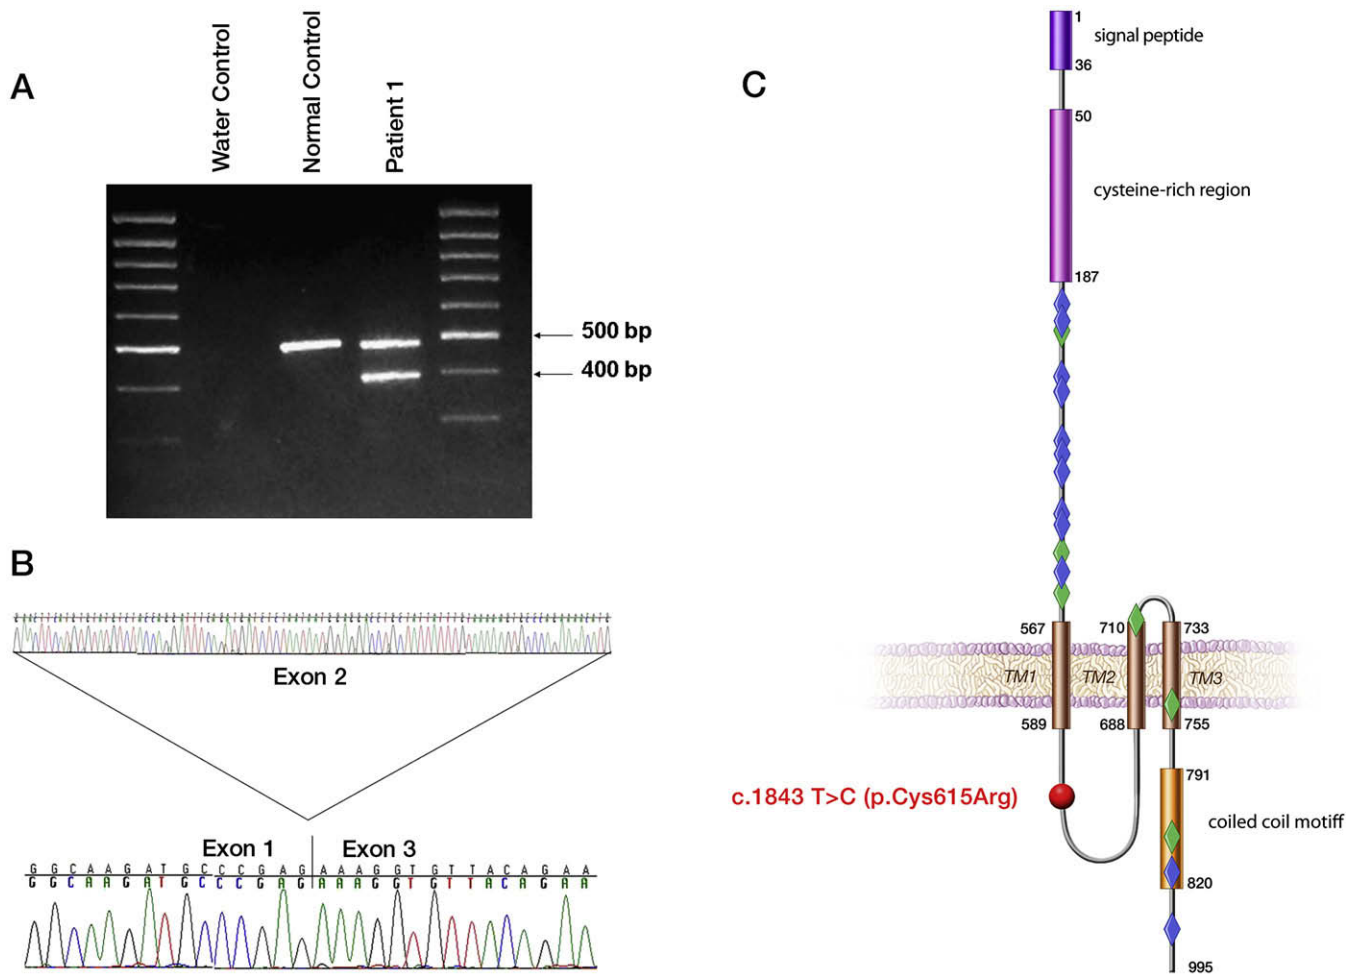 A
Water Control
Normal Control
Patient 1
500 bp
400 bp
B
Exon 2
Exon 1
Exon 3
G G C A A G A T G C C C G A G A A A G G T G T T A C A G A A
G G C A A G A T G C C C G A G A A A G G T G T T A C A G A A
C
1
signal peptide
36
50
cysteine-rich region
187
567
710
733
TM1
TM2
TM3
589
688
755
c.1843 T>C (p.Cys615Arg)
791
coiled coil motiff
820
995